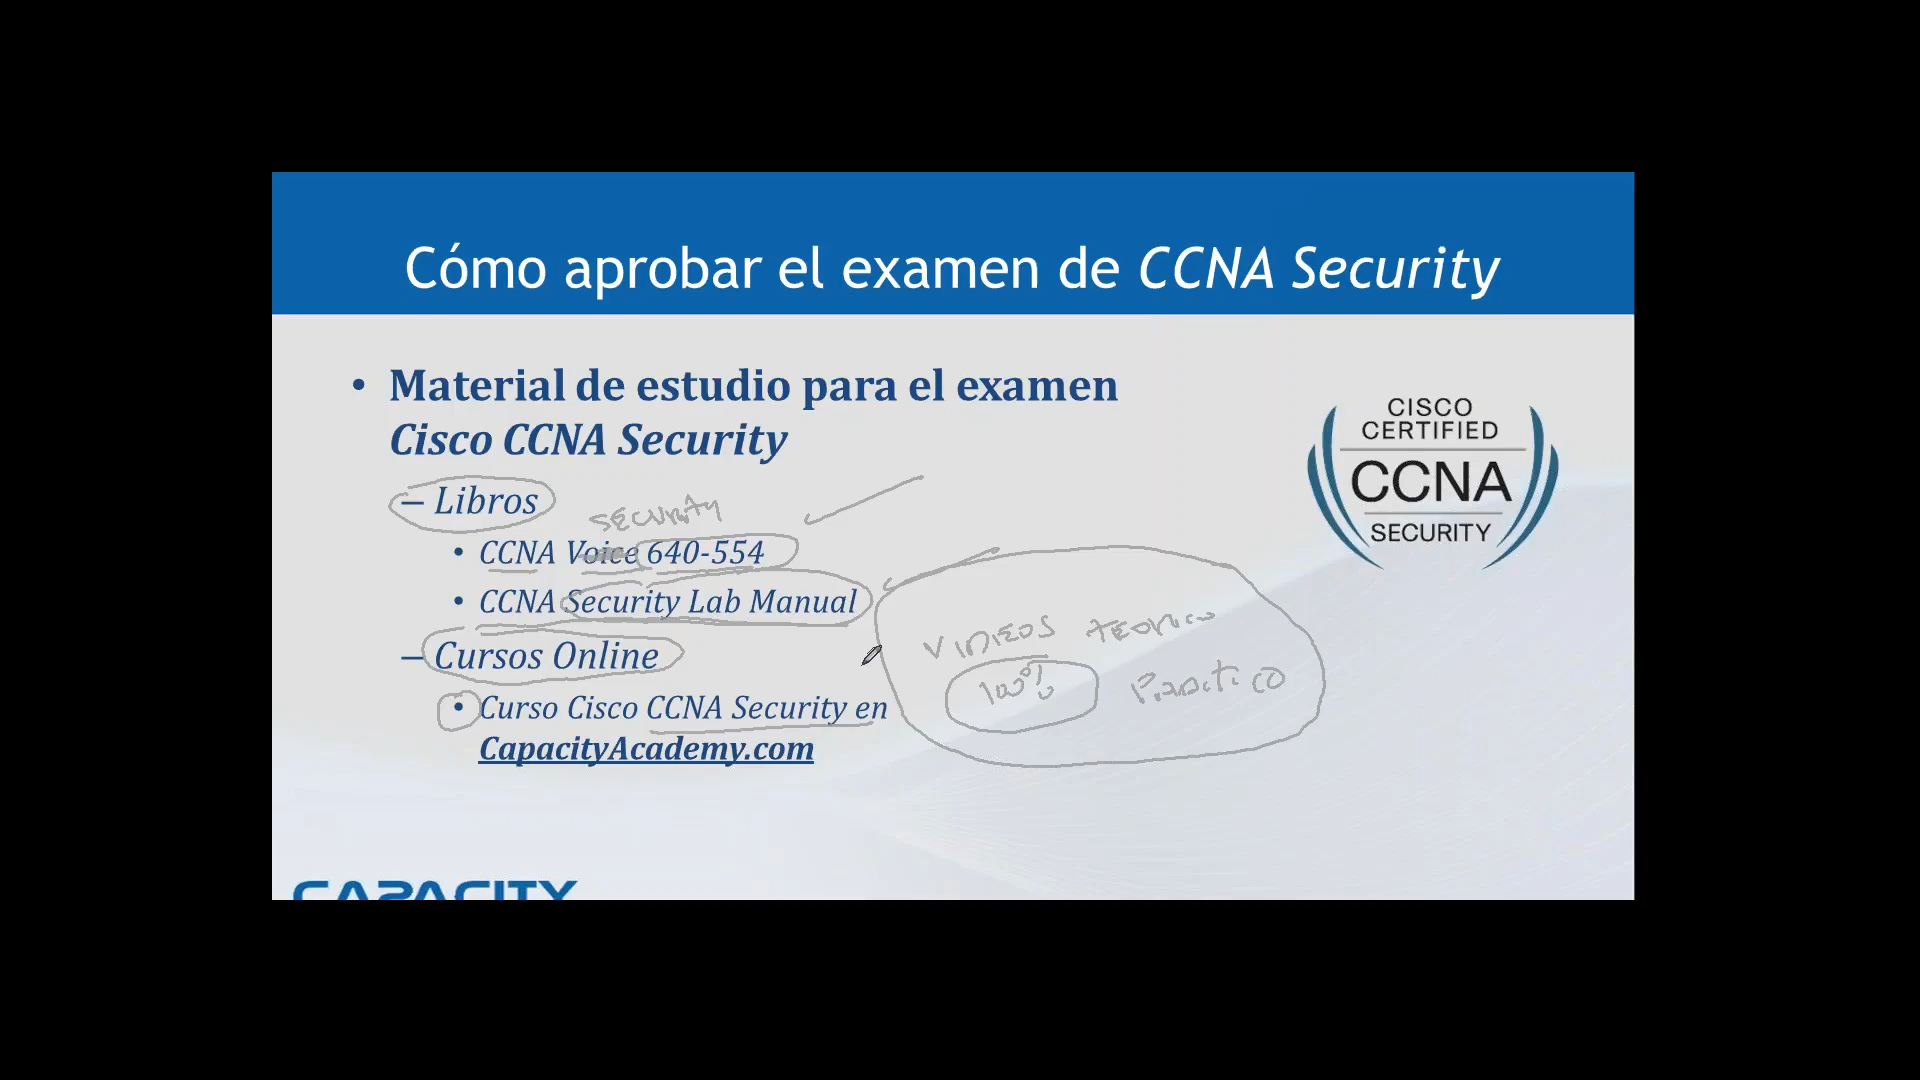 Cómo aprobar el examen de CCNA Security
• Material de estudio para el examen
Cisco CCNA Security
– Libros
SECURITY
• CCNA Voice 640-554
• CCNA Security Lab Manual
– Cursos Online
• Curso Cisco CCNA Security en
CapacityAcademy.com
VIDEOS TEORICO
100% PRACTICO
CISCO
CERTIFIED
CCNA
SECURITY
CAPACITY